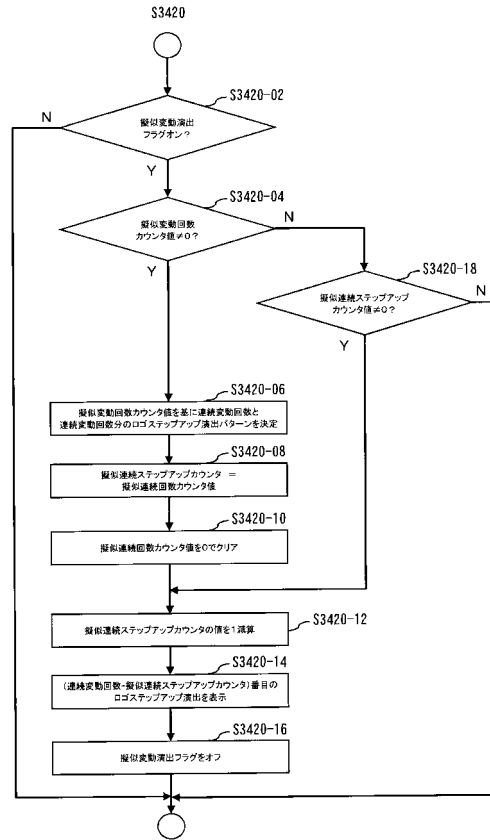 S3420
S3420-02
擬似変動演出
フラグオン?
N
Y
S3420-04
擬似変動回数
カウンタ値≠0?
N
Y
S3420-18
擬似連続ステップアップ
カウンタ値≠0?
N
Y
S3420-06
擬似変動回数カウンタ値を基に連続変動回数と
連続変動回数分のロゴステップアップ演出パターンを決定
S3420-08
擬似連続ステップアップカウンタ =
擬似連続回数カウンタ値
S3420-10
擬似連続回数カウンタ値を0でクリア
S3420-12
擬似連続ステップアップカウンタの値を1減算
S3420-14
(連続変動回数-擬似連続ステップアップカウンタ)番目の
ロゴステップアップ演出を表示
S3420-16
擬似変動演出フラグをオフ